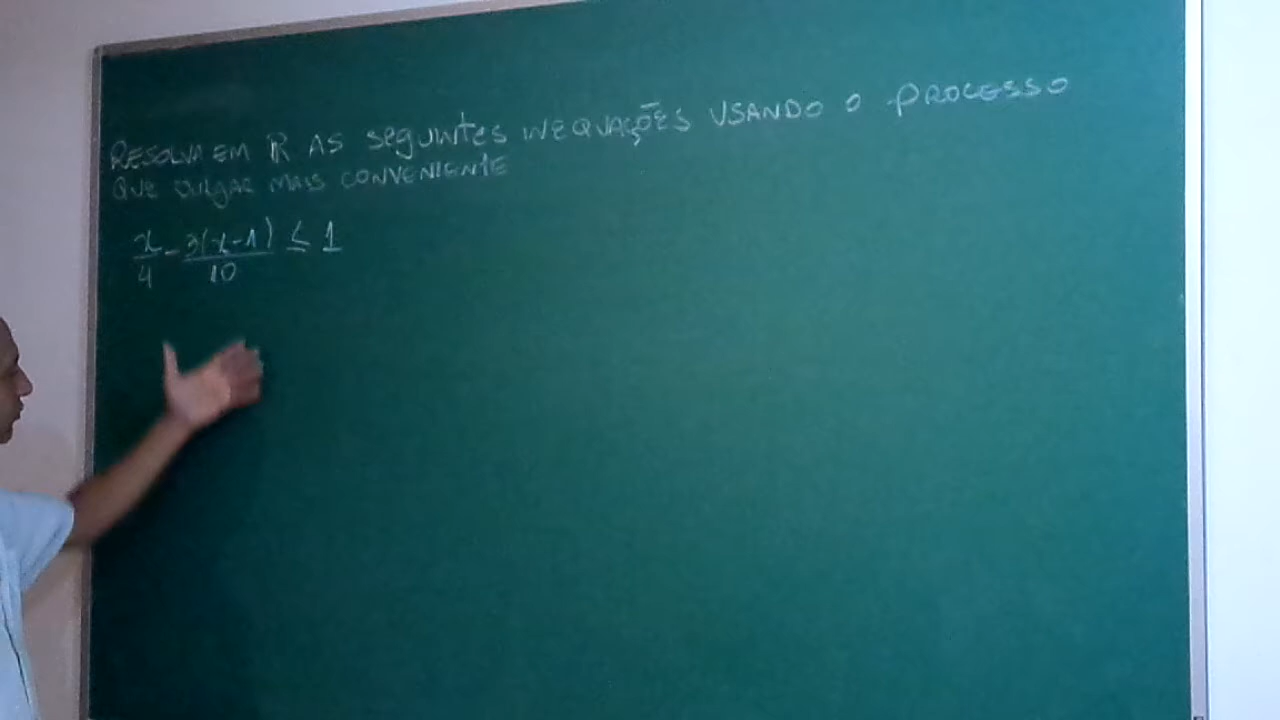 RESOLVA EM ℝ AS SEGUINTES INEQUAÇÕES USANDO O PROCESSO
QUE JULGAR MAIS CONVENIENTE
x/4 - 3(x-1)/10 ≤ 1